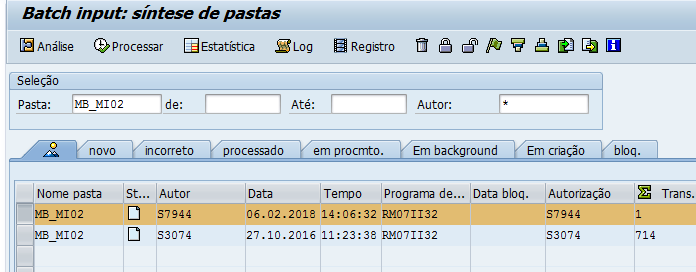 Batch input: síntese de pastas
Análise Processar Estatística Log Registro
Seleção
Pasta: MB_MI02 de: Até: Autor: *
novo incorreto processado em procmto. Em background Em criação bloq.
Nome pasta St... Autor Data Tempo Programa de... Data bloq. Autorização Trans.
MB_MI02 S7944 06.02.2018 14:06:32 RM07II32 S7944 1
MB_MI02 S3074 27.10.2016 11:23:38 RM07II32 S3074 714